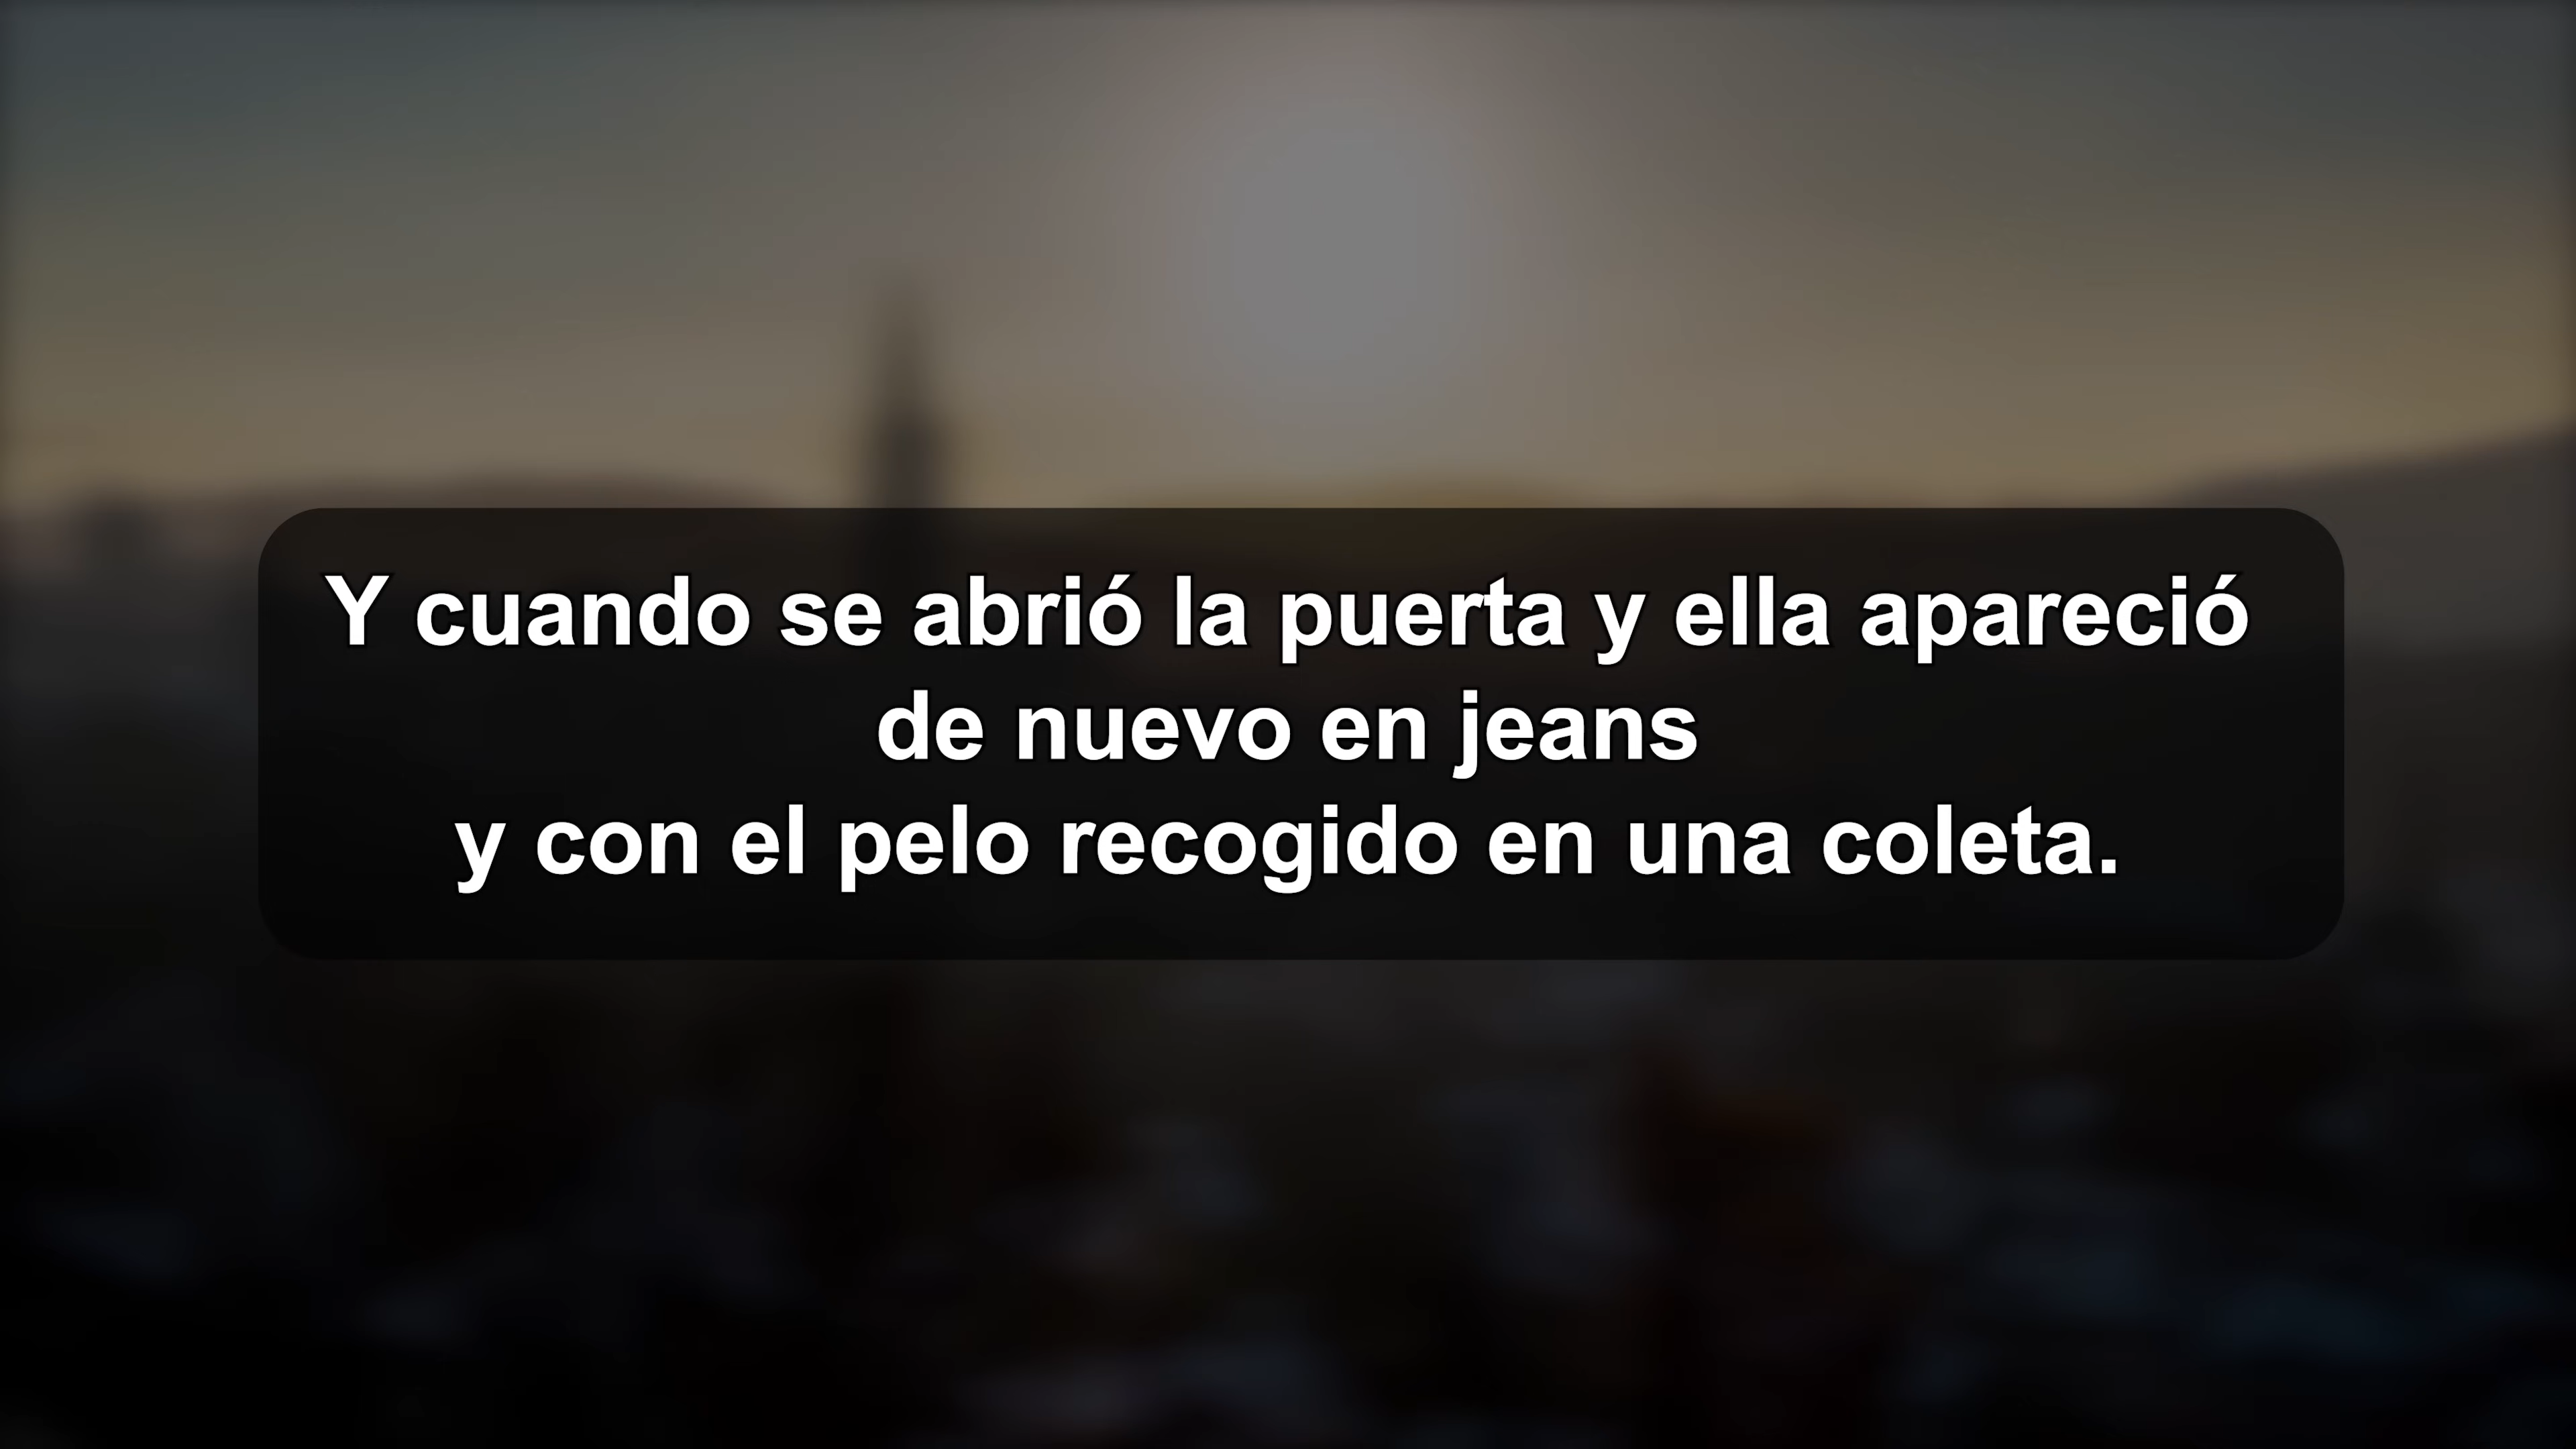 Y cuando se abrió la puerta y ella apareció
de nuevo en jeans
y con el pelo recogido en una coleta.